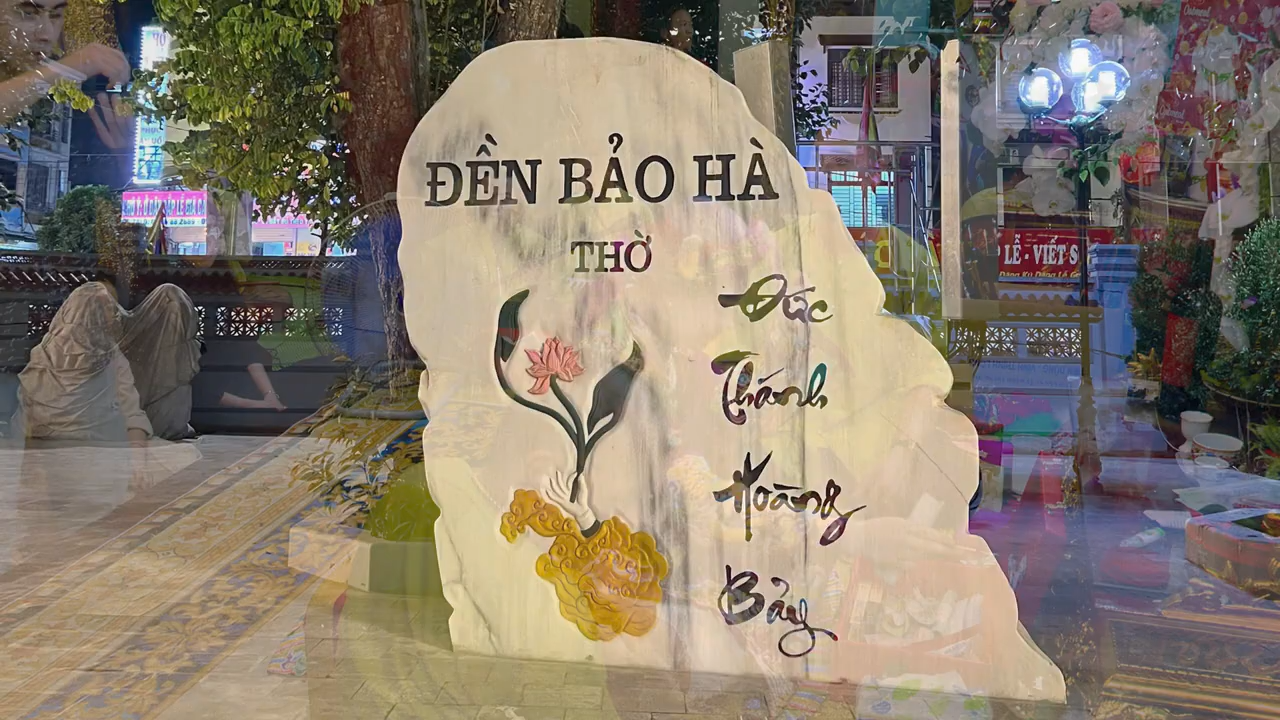 ĐỀN BẢO HÀ
THỜ
Đức
Thánh
Hoàng
Bảy
LỄ - VIẾT S